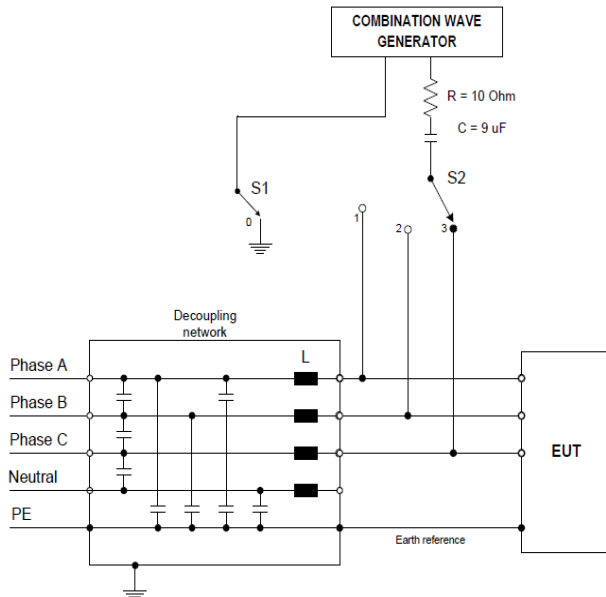 COMBINATION WAVE
GENERATOR
R = 10 Ohm
C = 9 uF
S1
S2
0
1
2
3
Decoupling
network
L
Phase A
Phase B
Phase C
Neutral
PE
EUT
Earth reference